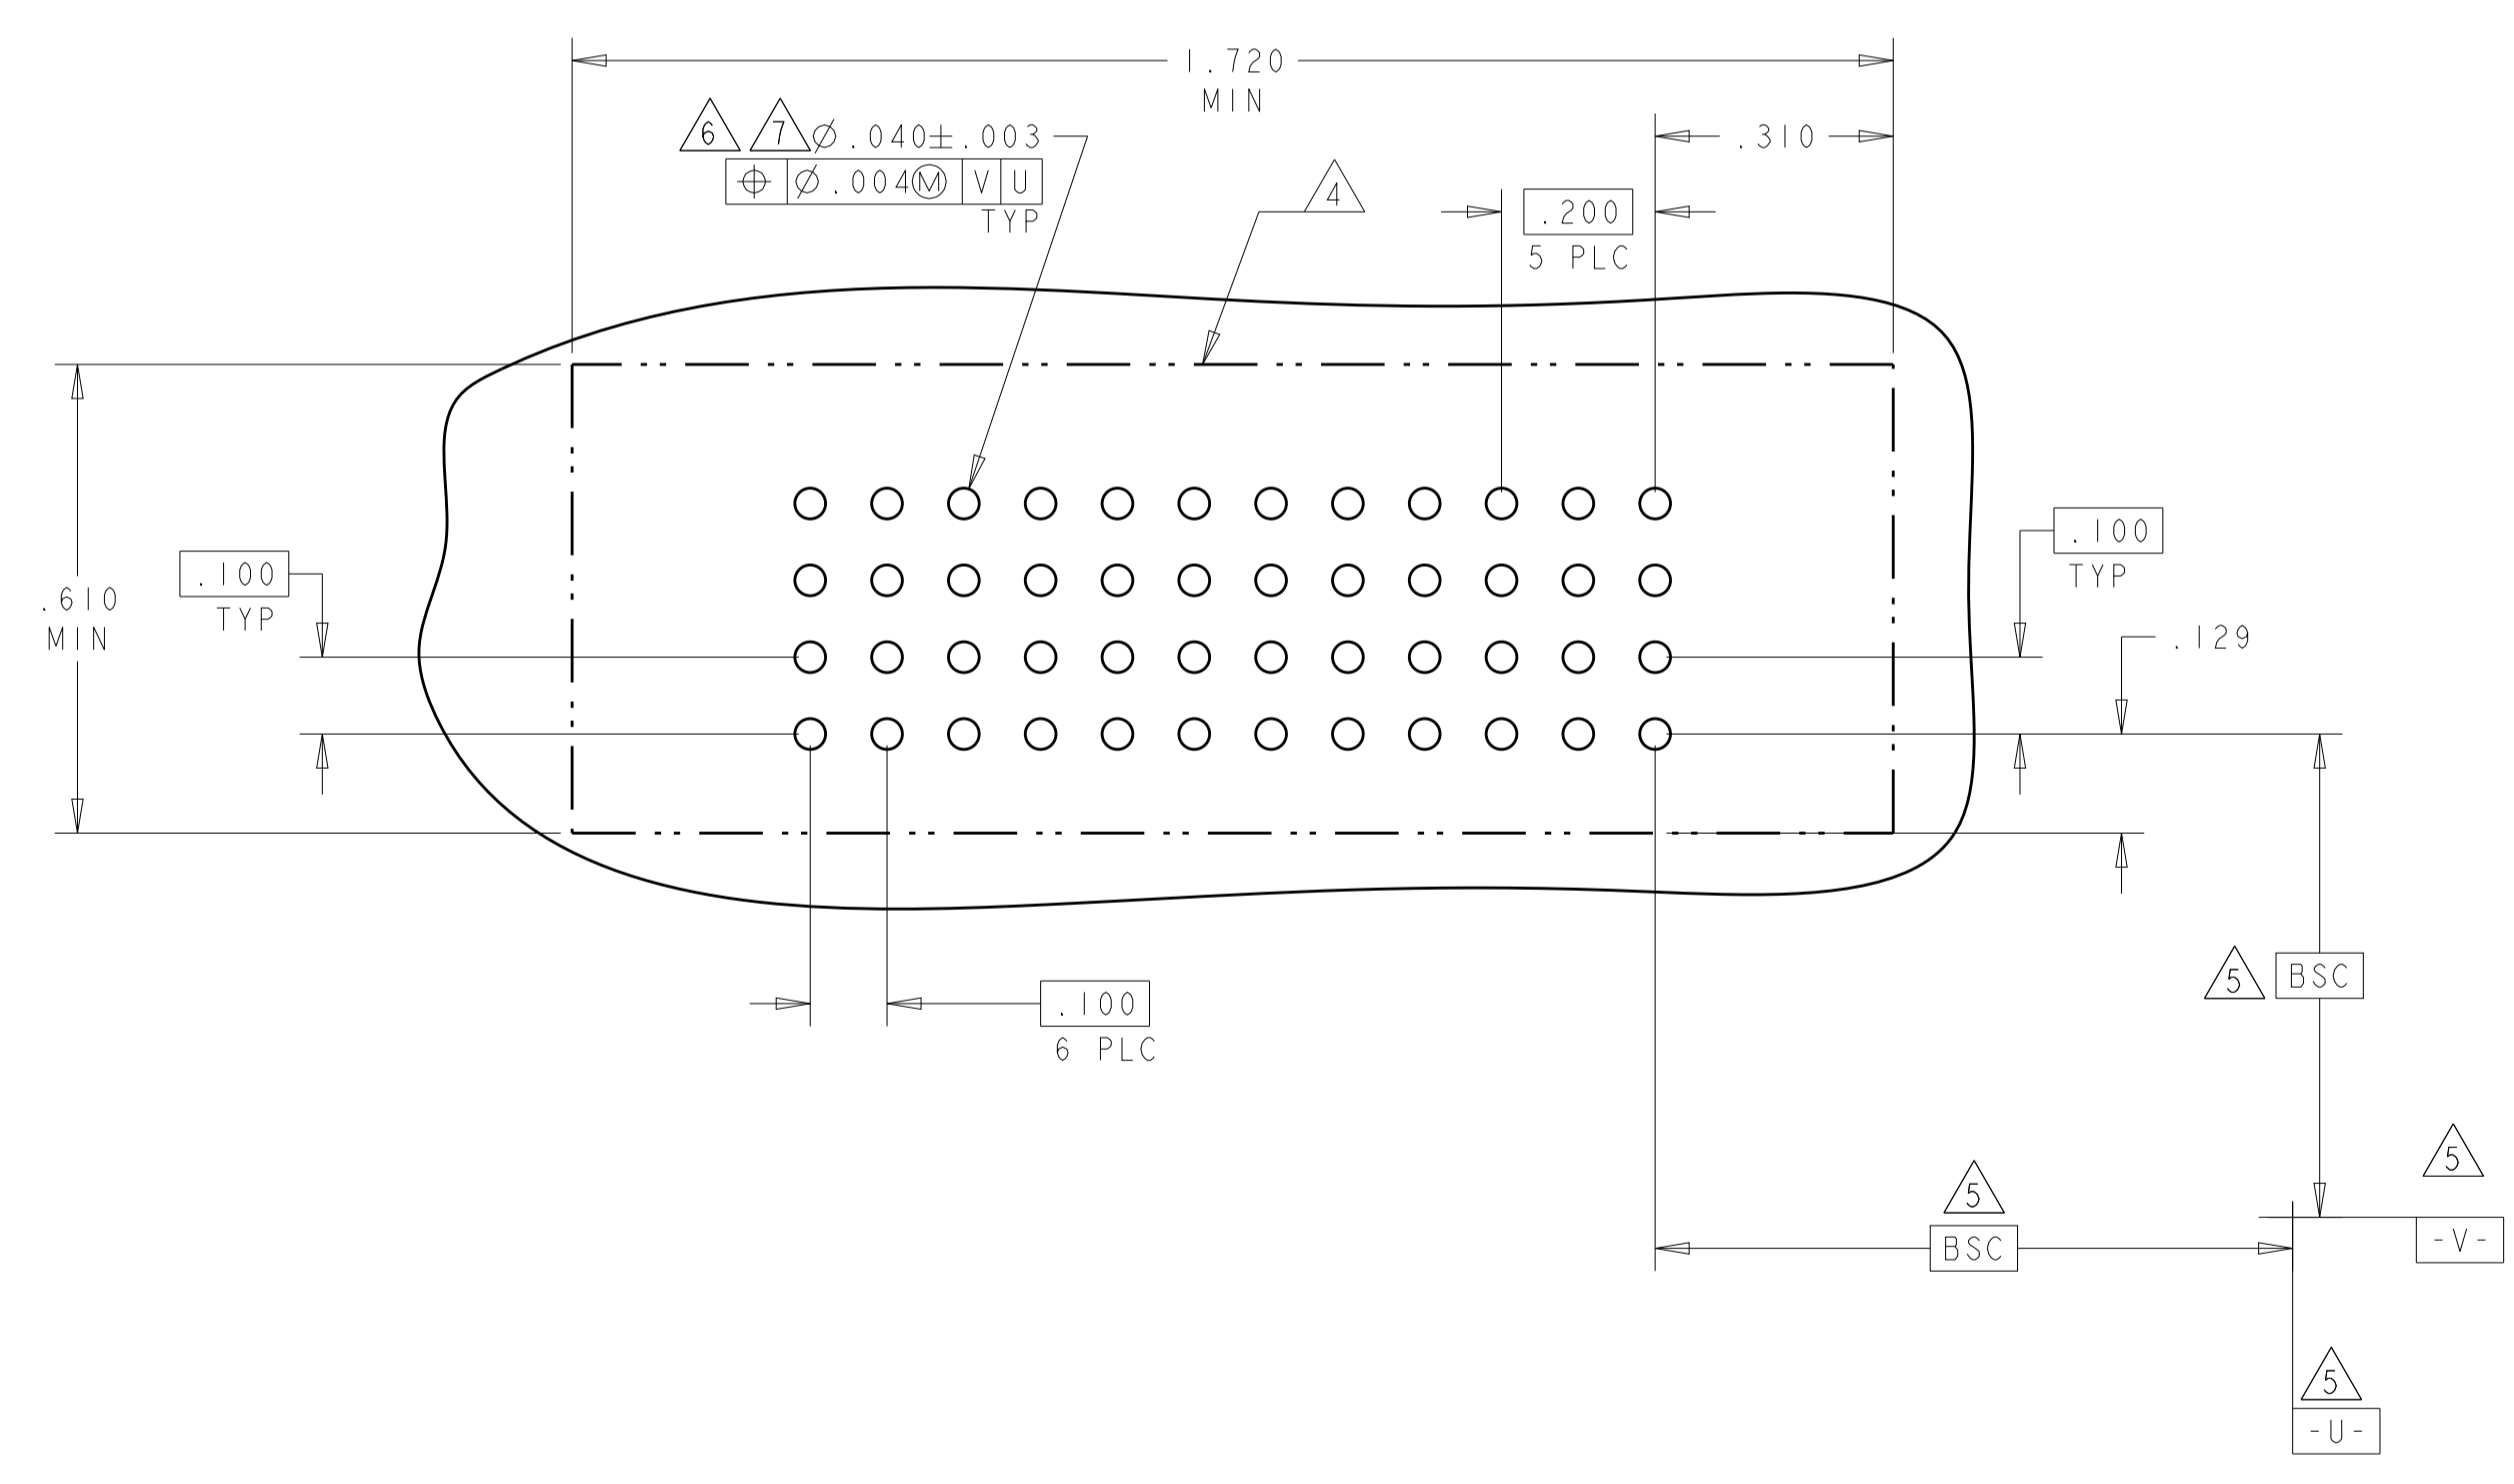 1.720
MIN
6 7 ⌀.040±.003
⌖ ⌀.004Ⓜ V U
TYP
.310
4
.200
5 PLC
.100
TYP
.100
TYP
.610
MIN
.129
5 BSC
.100
6 PLC
5
5
BSC
-V-
5
-U-